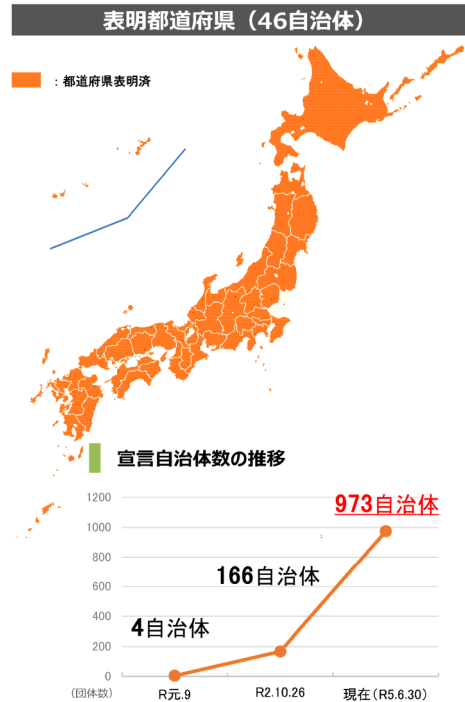 表明都道府県（46自治体）
：都道府県表明済
宣言自治体数の推移
1200
1000
800
600
400
200
0
973自治体
166自治体
4自治体
（団体数）
R元.9
R2.10.26
現在（R5.6.30）